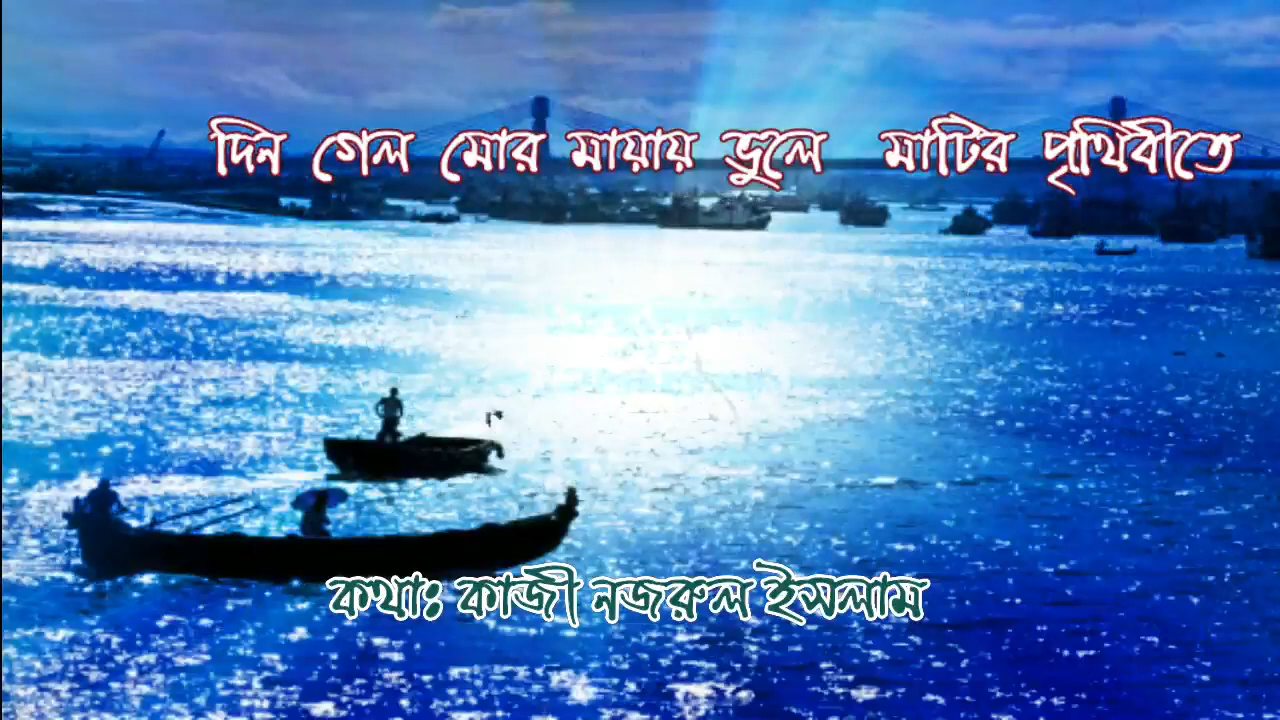 দিন গেল মোর মায়ায় ভুলে মাটির পৃথিবীতে
কথাঃ কাজী নজরুল ইসলাম